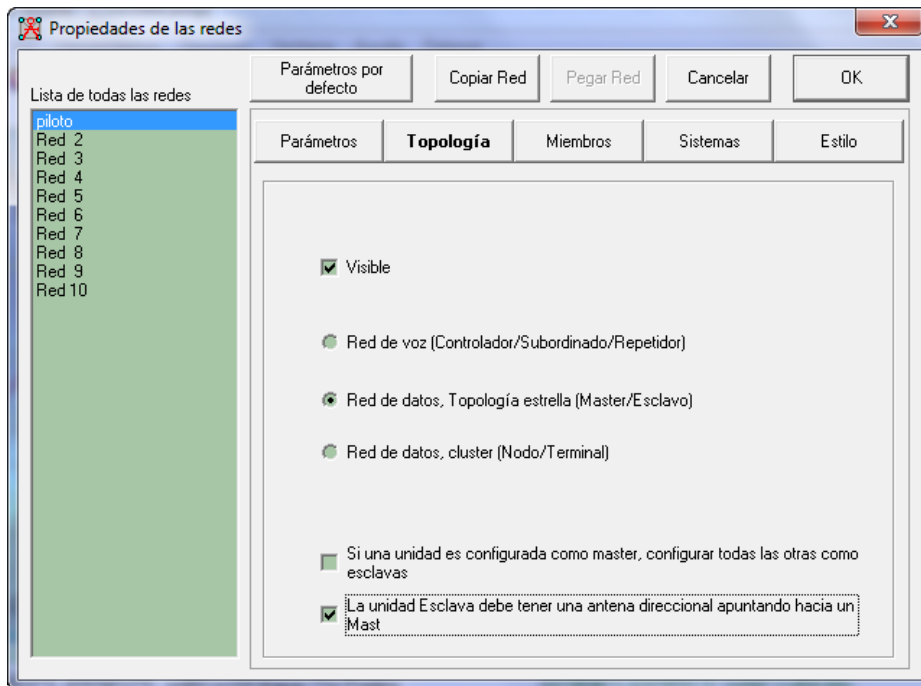 Propiedades de las redes
Lista de todas las redes
piloto
Red 2
Red 3
Red 4
Red 5
Red 6
Red 7
Red 8
Red 9
Red 10
Parámetros por
defecto
Copiar Red
Pegar Red
Cancelar
OK
Parámetros
Topología
Miembros
Sistemas
Estilo
Visible
Red de voz (Controlador/Subordinado/Repetidor)
Red de datos, Topología estrella (Master/Esclavo)
Red de datos, cluster (Nodo/Terminal)
Si una unidad es configurada como master, configurar todas las otras como
esclavas
La unidad Esclava debe tener una antena direccional apuntando hacia un
Mast